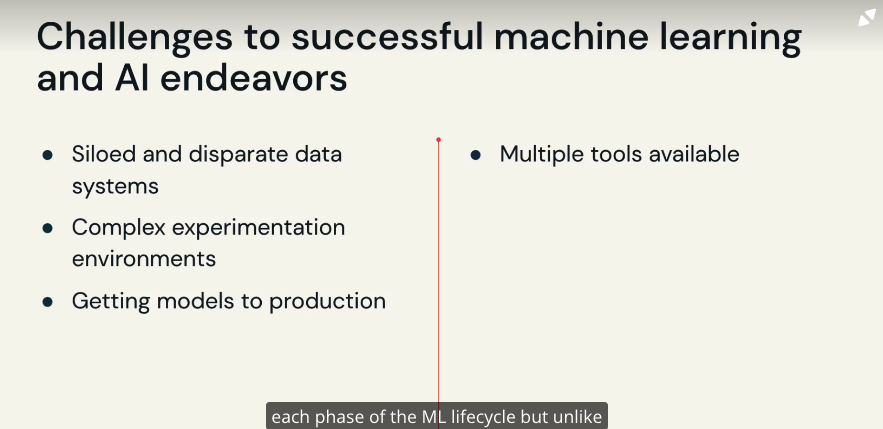 Challenges to successful machine learning
and AI endeavors
● Siloed and disparate data
systems
● Complex experimentation
environments
● Getting models to production
● Multiple tools available
each phase of the ML lifecycle but unlike